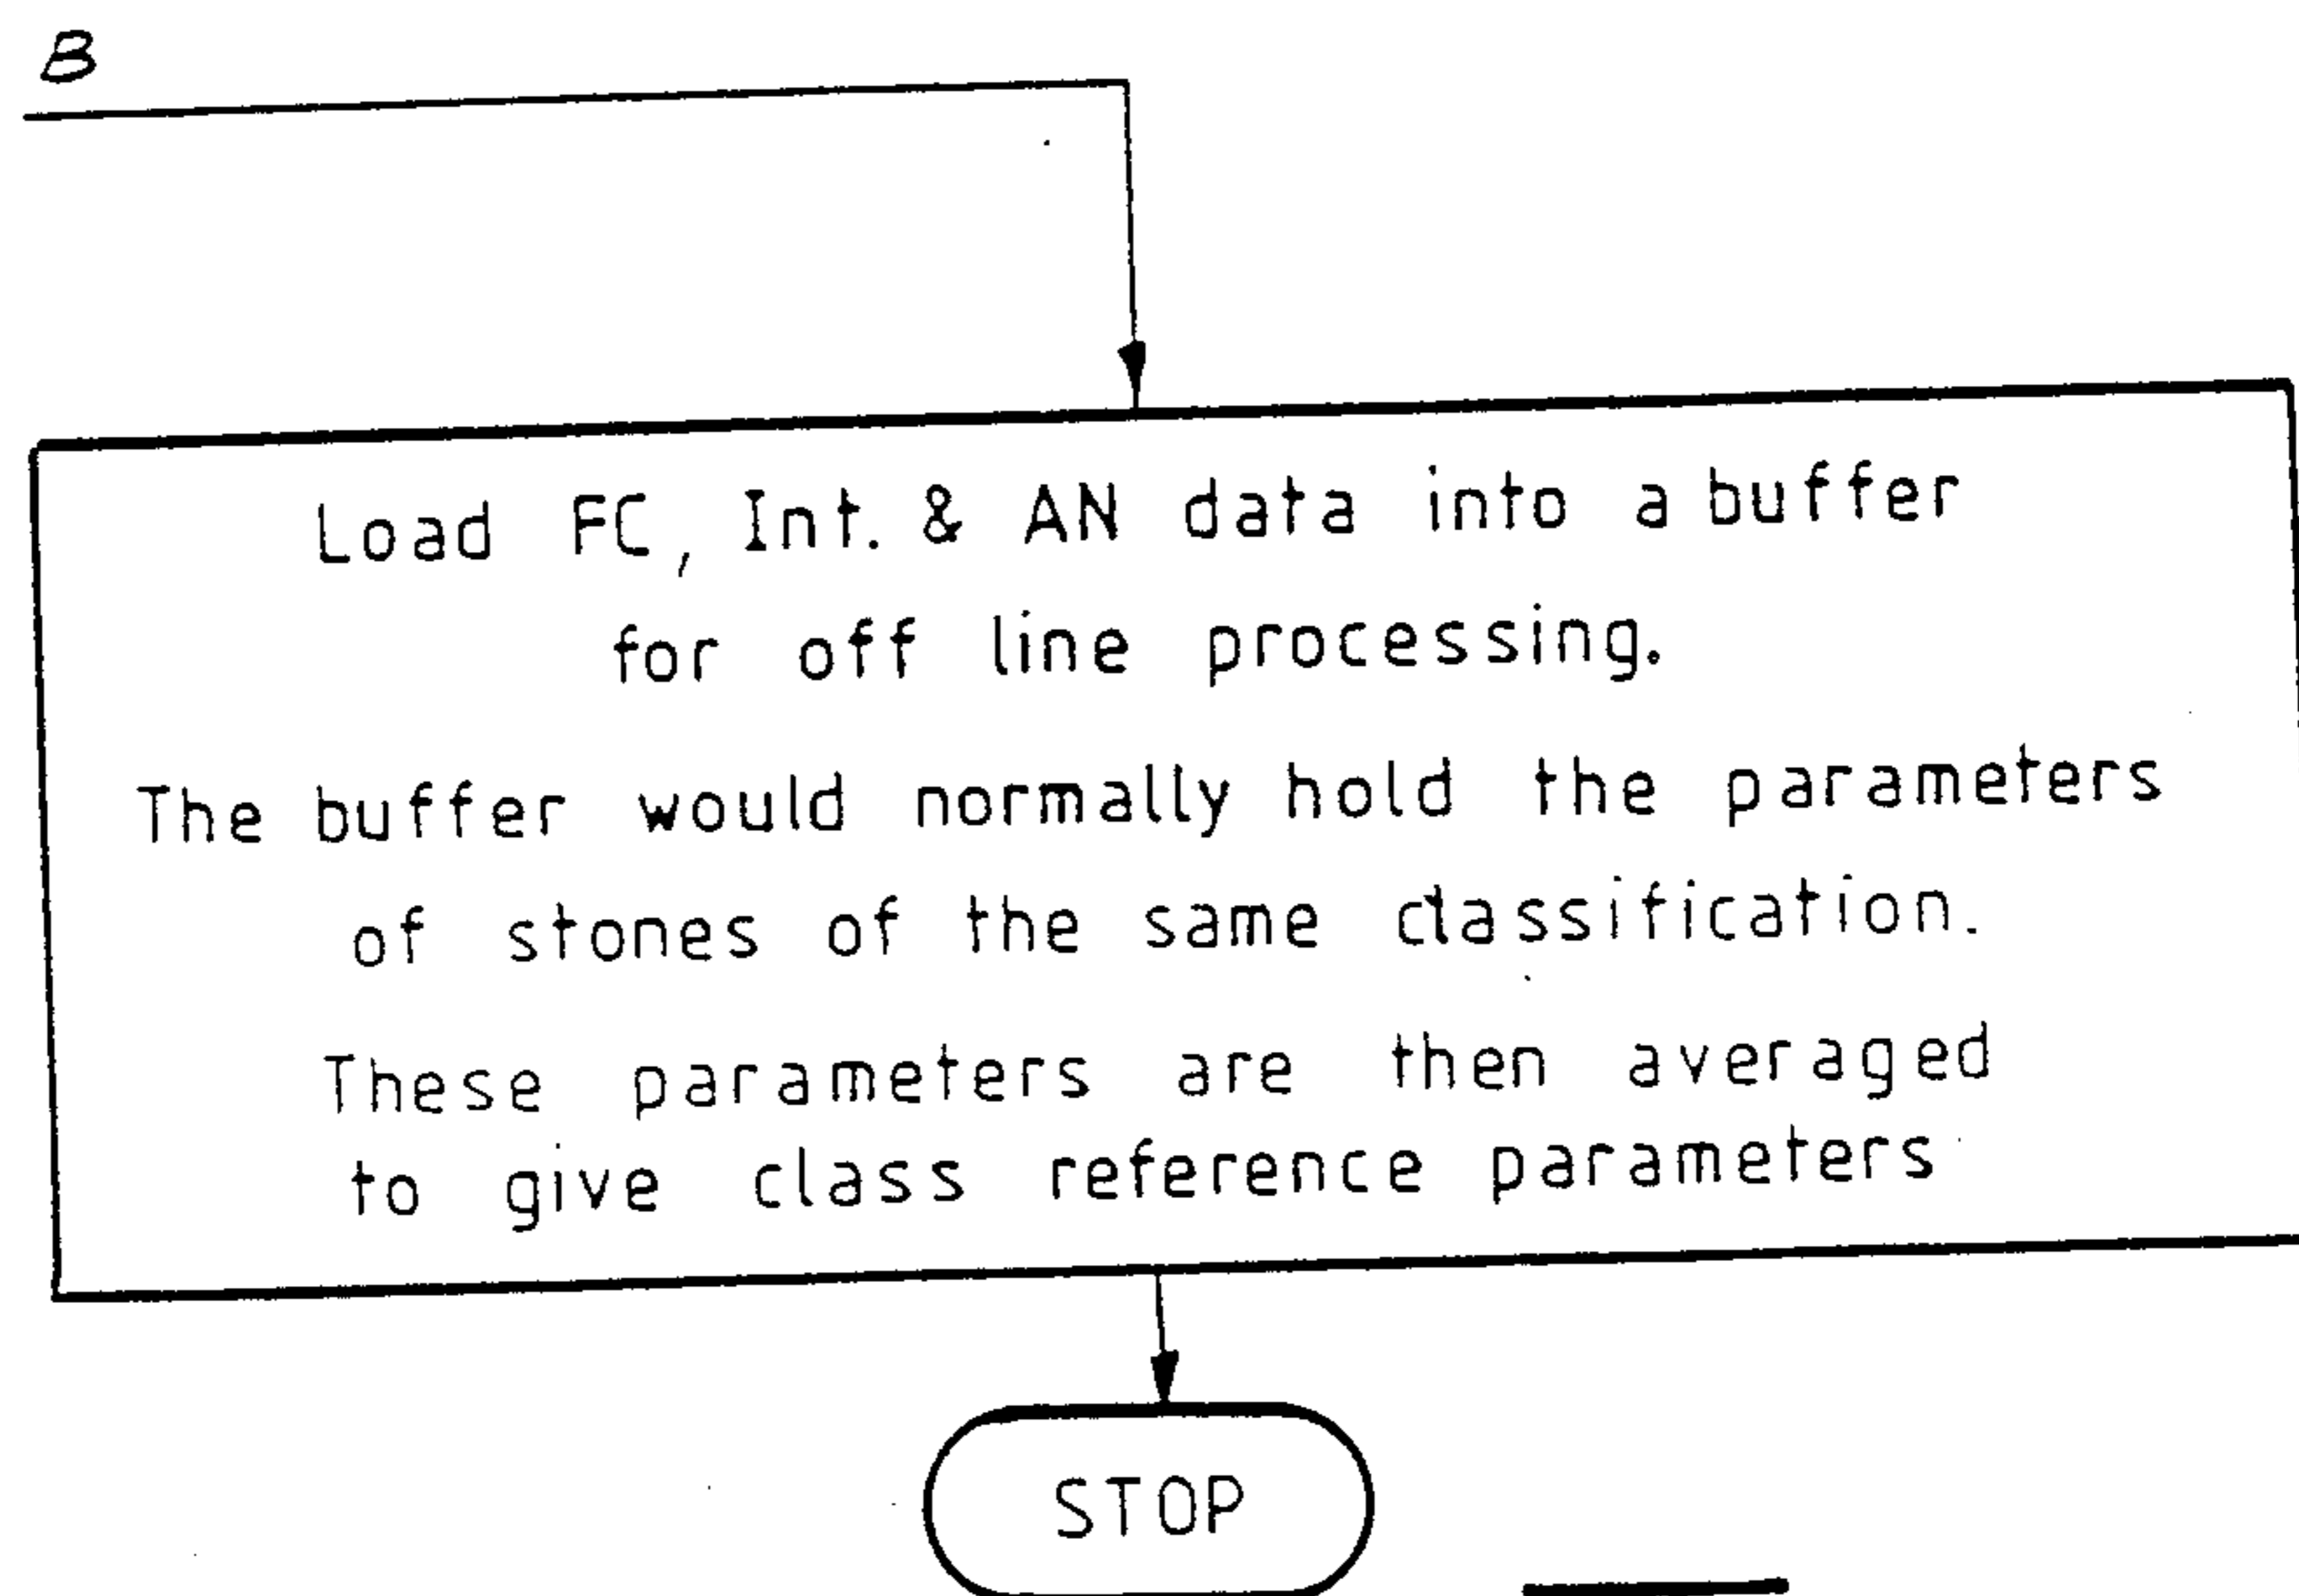 B
Load FC, Int. & AN data into a buffer
for off line processing.
The buffer would normally hold the parameters
of stones of the same classification.
These parameters are then averaged
to give class reference parameters
STOP